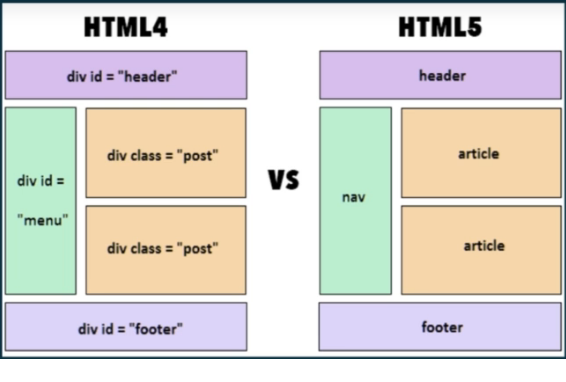 HTML4
div id = "header"
div id =
"menu"
div class = "post"
div class = "post"
div id = "footer"
VS
HTML5
header
nav
article
article
footer